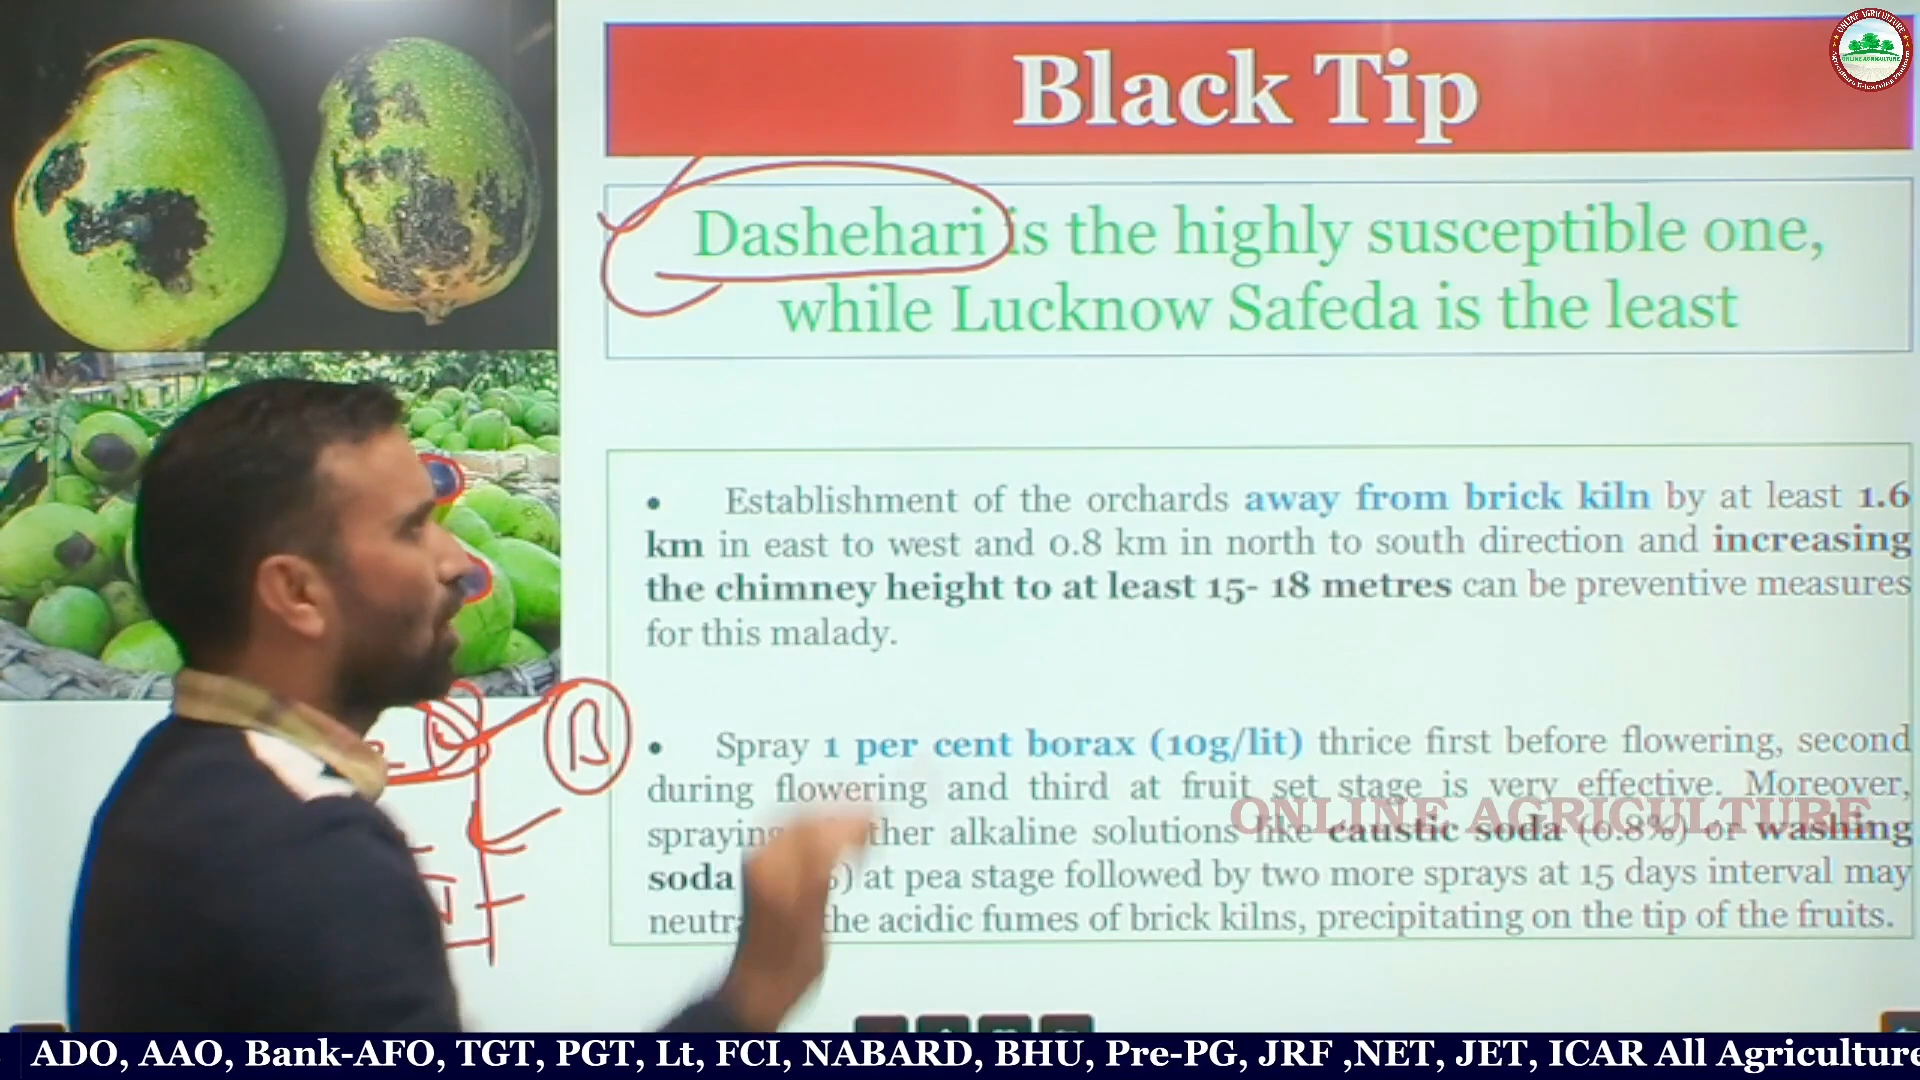 Black Tip
Dashehari is the highly susceptible one,
while Lucknow Safeda is the least
• Establishment of the orchards away from brick kiln by at least 1.6
km in east to west and 0.8 km in north to south direction and increasing
the chimney height to at least 15- 18 metres can be preventive measures
for this malady.
B
• Spray 1 per cent borax (10g/lit) thrice first before flowering, second
during flowering and third at fruit set stage is very effective. Moreover,
alkaline solutions like caustic soda (0.8%) or washing
soda at pea stage followed by two more sprays at 15 days interval may
the acidic fumes of brick kilns, precipitating on the tip of the fruits.
ONLINE AGRICULTURE
ONLINE AGRICULTURE
ADO, AAO, Bank-AFO, TGT, PGT, Lt, FCI, NABARD, BHU, Pre-PG, JRF ,NET, JET, ICAR All Agriculture